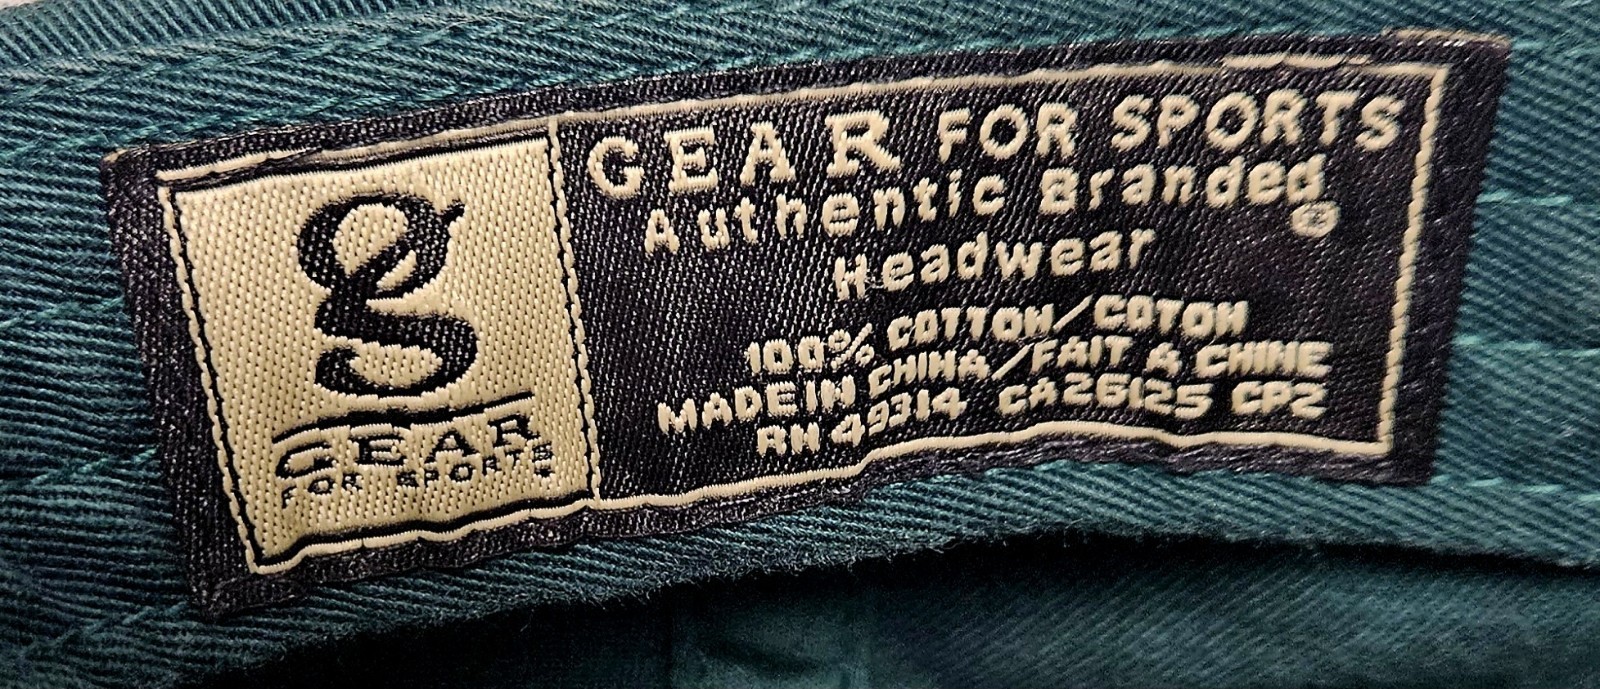 g
GEAR
FOR SPORTS®
GEAR FOR SPORTS
Authentic Branded®
Headwear
100% COTTON/COTON
MADE IN CHINA/FAIT A CHINE
RN 49314 CA26125 CP2